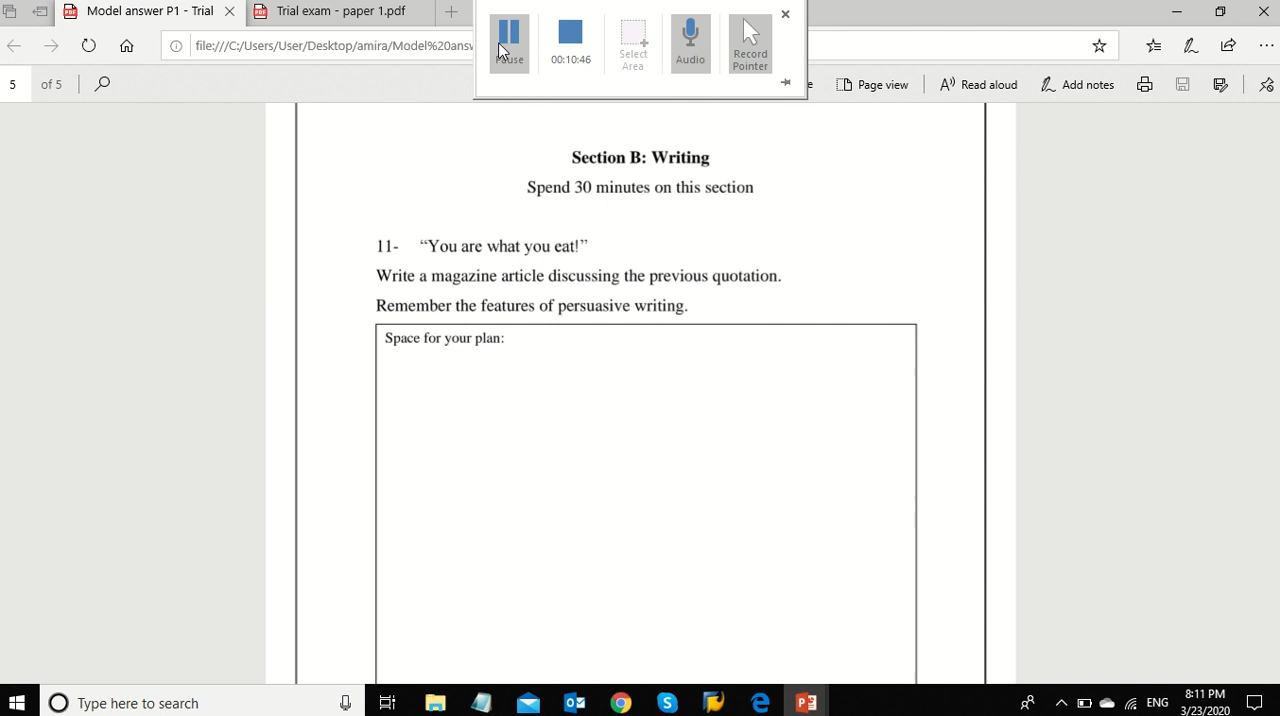 Model answer P1 - Trial
Trial exam - paper 1.pdf
file:///C:/Users/User/Desktop/amira/Model%20answ
Pause
00:10:46
Select
Area
Audio
Record
Pointer
5 of 5
Page view
Read aloud
Add notes
Section B: Writing
Spend 30 minutes on this section
11- “You are what you eat!”
Write a magazine article discussing the previous quotation.
Remember the features of persuasive writing.
Space for your plan:
Type here to search
ENG
8:11 PM
3/23/2020